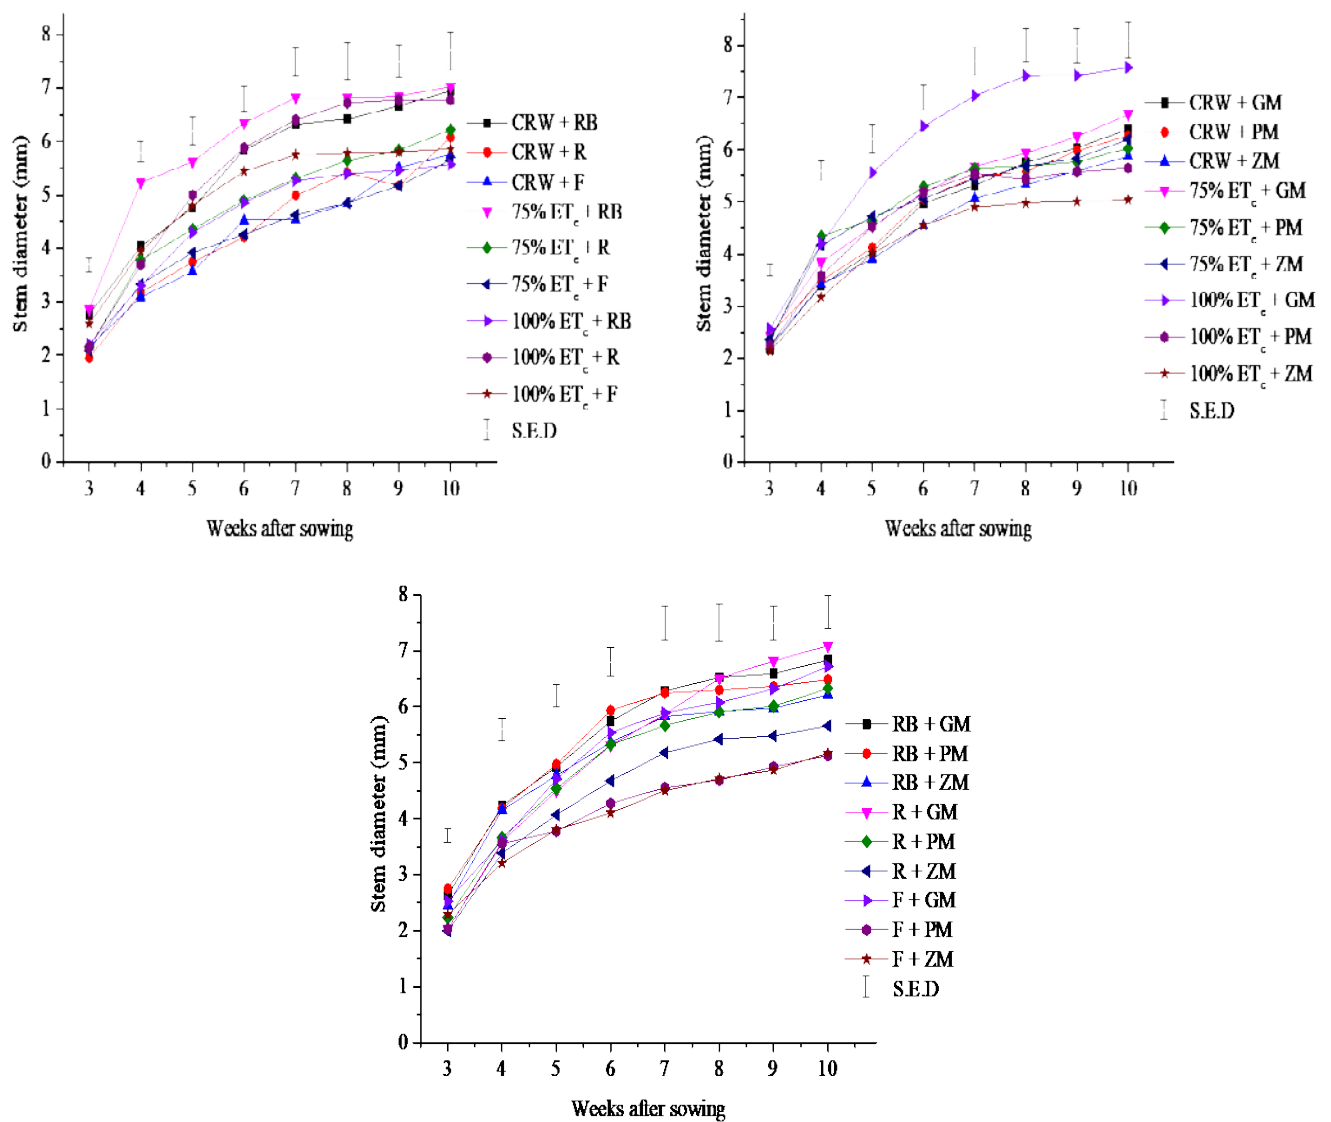 8
7
6
5
4
3
2
1
0
Stem diameter (mm)
3 4 5 6 7 8 9 10
Weeks after sowing
CRW + RB
CRW + R
CRW + F
75% ETc + RB
75% ETc + R
75% ETc + F
100% ETc + RB
100% ETc + R
100% ETc + F
S.E.D
8
7
6
5
4
3
2
1
0
Stem diameter (mm)
3 4 5 6 7 8 9 10
Weeks after sowing
CRW + GM
CRW + PM
CRW + ZM
75% ETc + GM
75% ETc + PM
75% ETc + ZM
100% ETc + GM
100% ETc + PM
100% ETc + ZM
S.E.D
8
7
6
5
4
3
2
1
0
Stem diameter (mm)
3 4 5 6 7 8 9 10
Weeks after sowing
RB + GM
RB + PM
RB + ZM
R + GM
R + PM
R + ZM
F + GM
F + PM
F + ZM
S.E.D